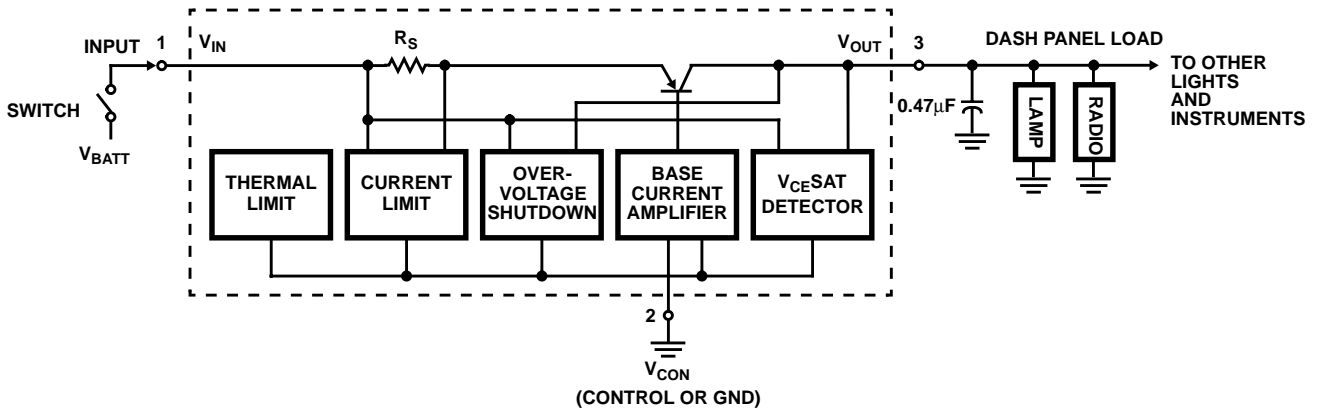 INPUT
1
V_IN
R_S
V_OUT
3
DASH PANEL LOAD
SWITCH
V_BATT
0.47μF
LAMP
RADIO
TO OTHER
LIGHTS
AND
INSTRUMENTS
THERMAL
LIMIT
CURRENT
LIMIT
OVER-
VOLTAGE
SHUTDOWN
BASE
CURRENT
AMPLIFIER
V_CESAT
DETECTOR
2
V_CON
(CONTROL OR GND)